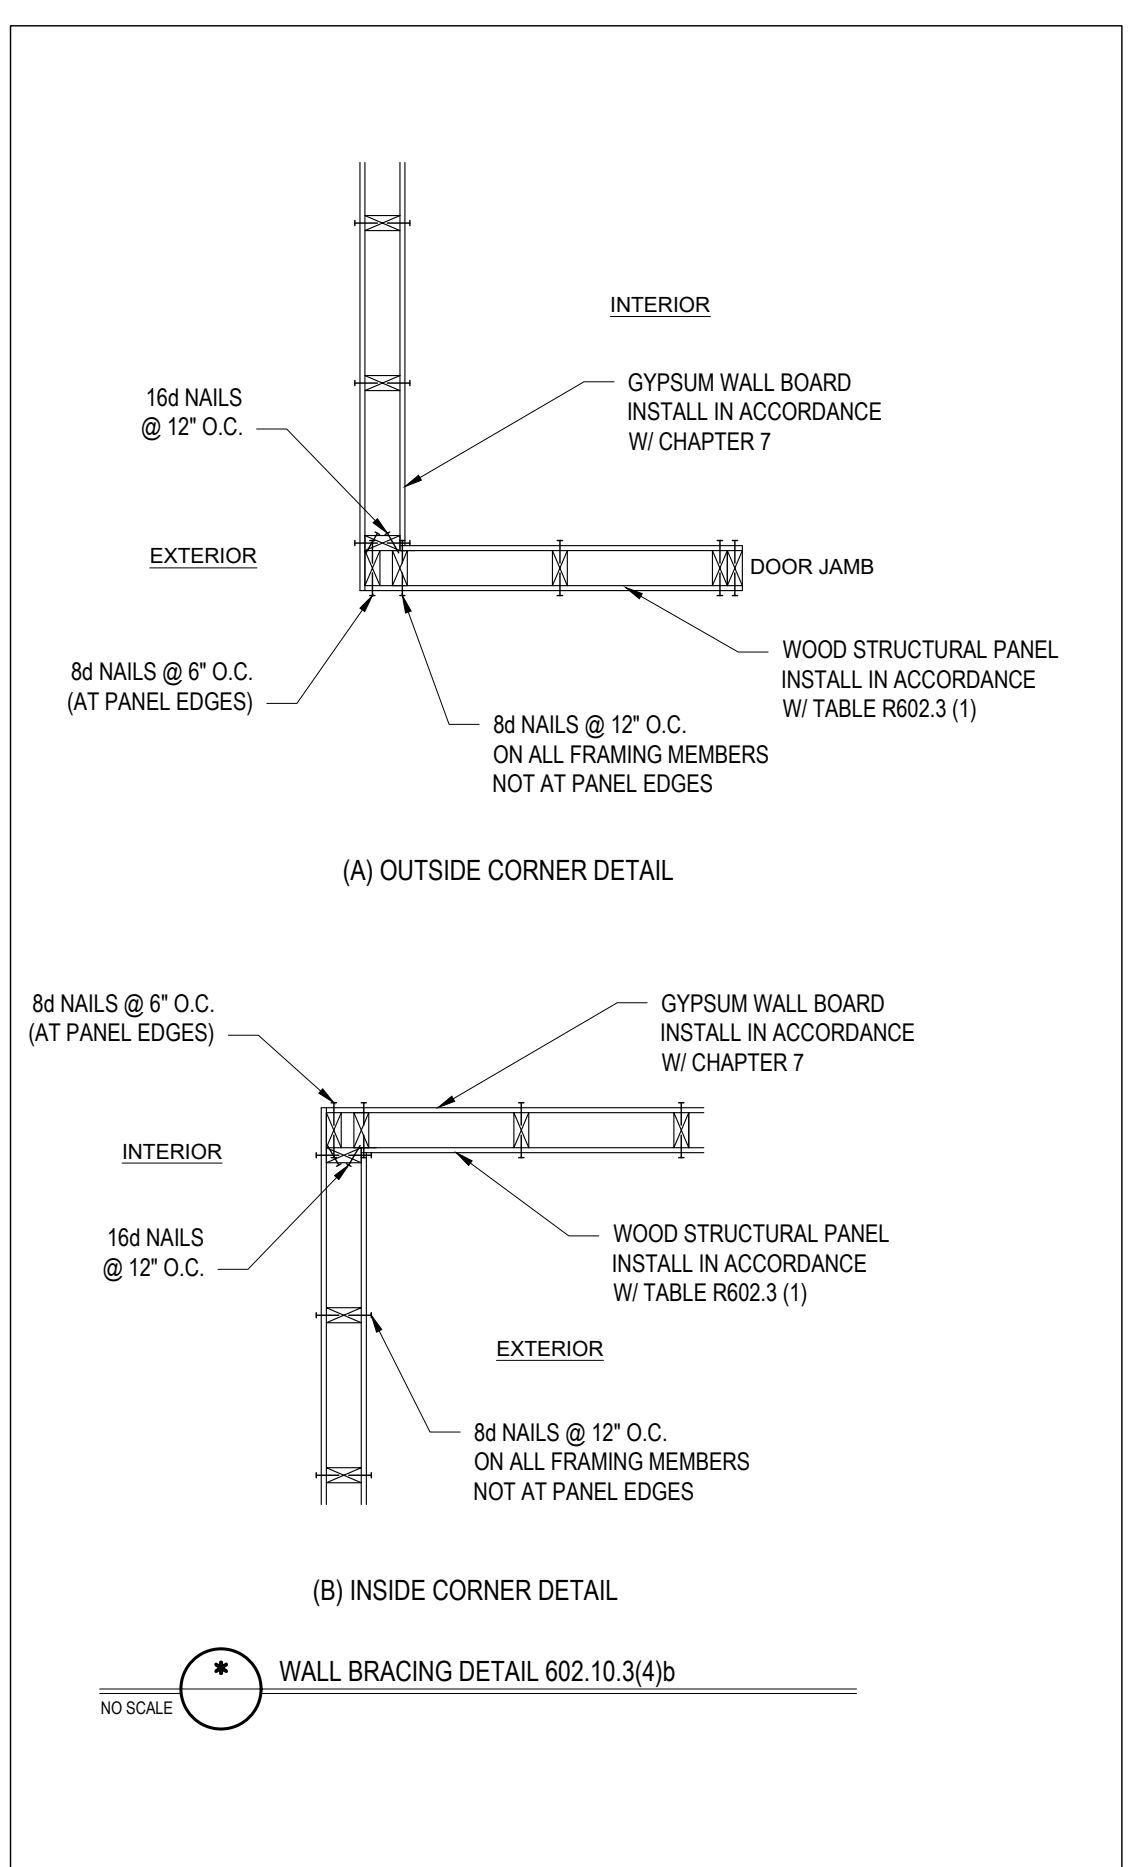 INTERIOR
16d NAILS
@ 12" O.C.
GYPSUM WALL BOARD
INSTALL IN ACCORDANCE
W/ CHAPTER 7
EXTERIOR
DOOR JAMB
8d NAILS @ 6" O.C.
(AT PANEL EDGES)
WOOD STRUCTURAL PANEL
INSTALL IN ACCORDANCE
W/ TABLE R602.3 (1)
8d NAILS @ 12" O.C.
ON ALL FRAMING MEMBERS
NOT AT PANEL EDGES
(A) OUTSIDE CORNER DETAIL
8d NAILS @ 6" O.C.
(AT PANEL EDGES)
GYPSUM WALL BOARD
INSTALL IN ACCORDANCE
W/ CHAPTER 7
INTERIOR
16d NAILS
@ 12" O.C.
WOOD STRUCTURAL PANEL
INSTALL IN ACCORDANCE
W/ TABLE R602.3 (1)
EXTERIOR
8d NAILS @ 12" O.C.
ON ALL FRAMING MEMBERS
NOT AT PANEL EDGES
(B) INSIDE CORNER DETAIL
* WALL BRACING DETAIL 602.10.3(4)b
NO SCALE